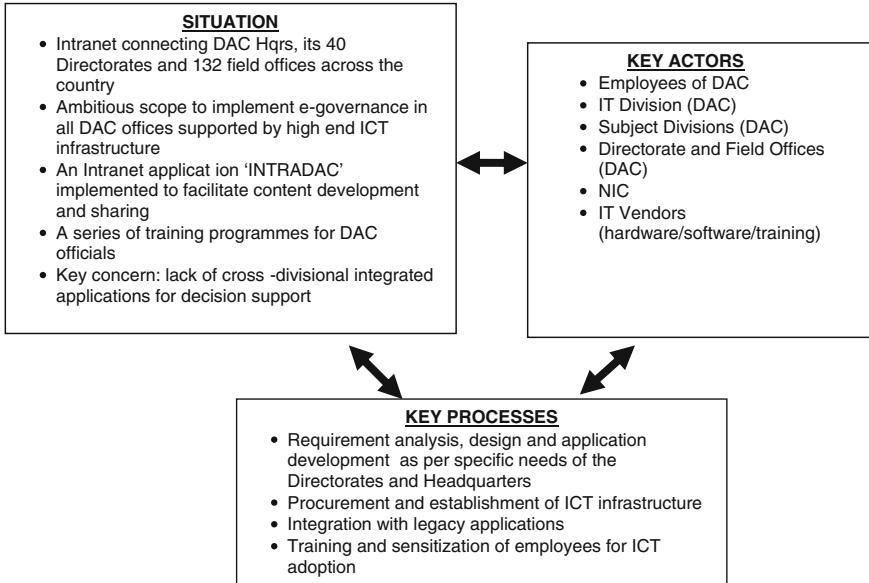 SITUATION
• Intranet connecting DAC Hqrs, its 40
Directorates and 132 field offices across the
country
• Ambitious scope to implement e-governance in
all DAC offices supported by high end ICT
infrastructure
• An Intranet applicat ion ‘INTRADAC’
implemented to facilitate content development
and sharing
• A series of training programmes for DAC
officials
• Key concern: lack of cross -divisional integrated
applications for decision support
KEY ACTORS
• Employees of DAC
• IT Division (DAC)
• Subject Divisions (DAC)
• Directorate and Field Offices
(DAC)
• NIC
• IT Vendors
(hardware/software/training)
KEY PROCESSES
• Requirement analysis, design and application
development as per specific needs of the
Directorates and Headquarters
• Procurement and establishment of ICT infrastructure
• Integration with legacy applications
• Training and sensitization of employees for ICT
adoption